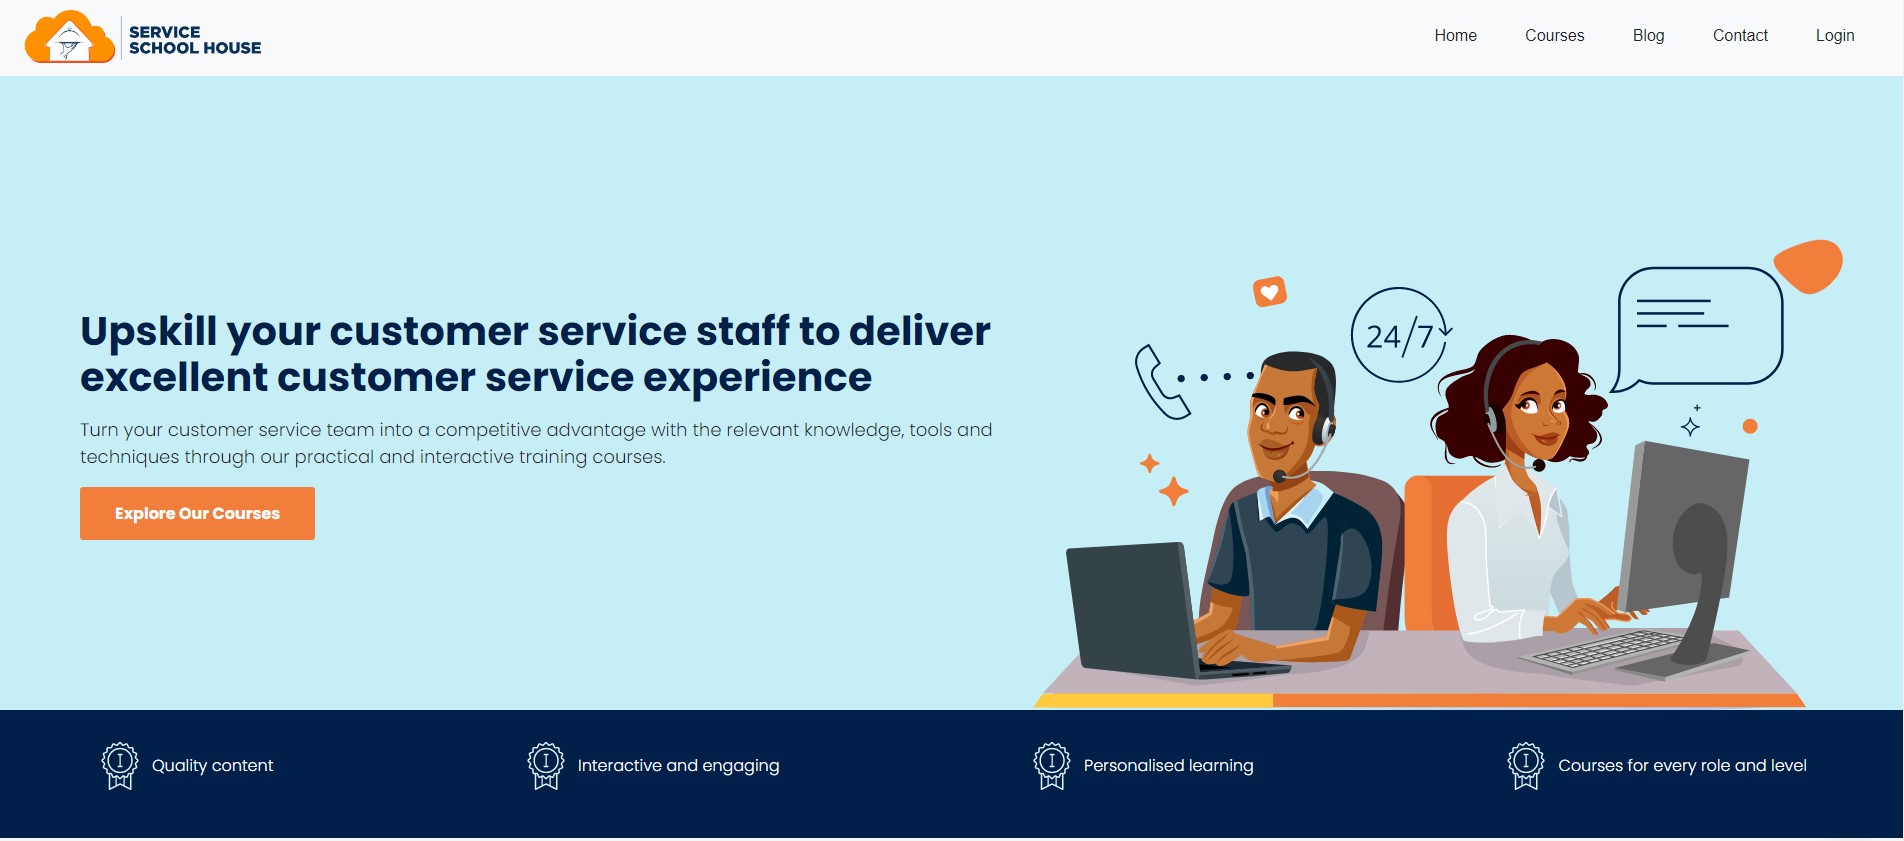 SERVICE
SCHOOL HOUSE
Home
Courses
Blog
Contact
Login
Upskill your customer service staff to deliver
excellent customer service experience
Turn your customer service team into a competitive advantage with the relevant knowledge, tools and
techniques through our practical and interactive training courses.
Explore Our Courses
24/7
Quality content
Interactive and engaging
Personalised learning
Courses for every role and level